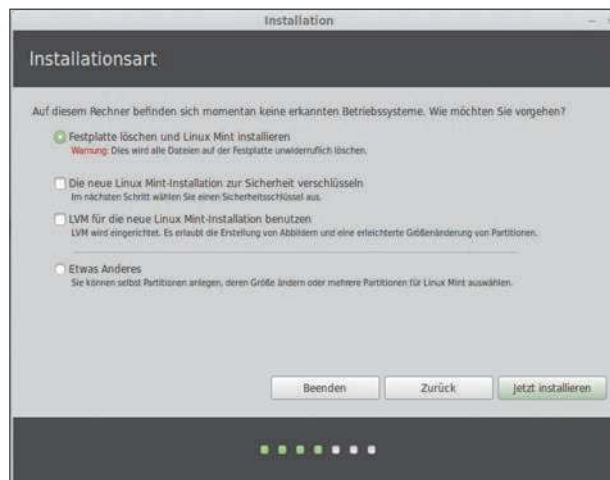 Installation
Installationsart
Auf diesem Rechner befinden sich momentan keine erkannten Betriebssysteme. Wie möchten Sie vorgehen?
Festplatte löschen und Linux Mint installieren
Warnung: Dies wird alle Dateien auf der Festplatte unwiderruflich löschen.
Die neue Linux Mint-Installation zur Sicherheit verschlüsseln
Im nächsten Schritt wählen Sie einen Sicherheitsschlüssel aus.
LVM für die neue Linux Mint-Installation benutzen
LVM wird eingerichtet. Es erlaubt die Erstellung von Abbildern und eine erleichterte Größenänderung von Partitionen.
Etwas Anderes
Sie können selbst Partitionen anlegen, deren Größe ändern oder mehrere Partitionen für Linux Mint auswählen.
Beenden Zurück Jetzt installieren